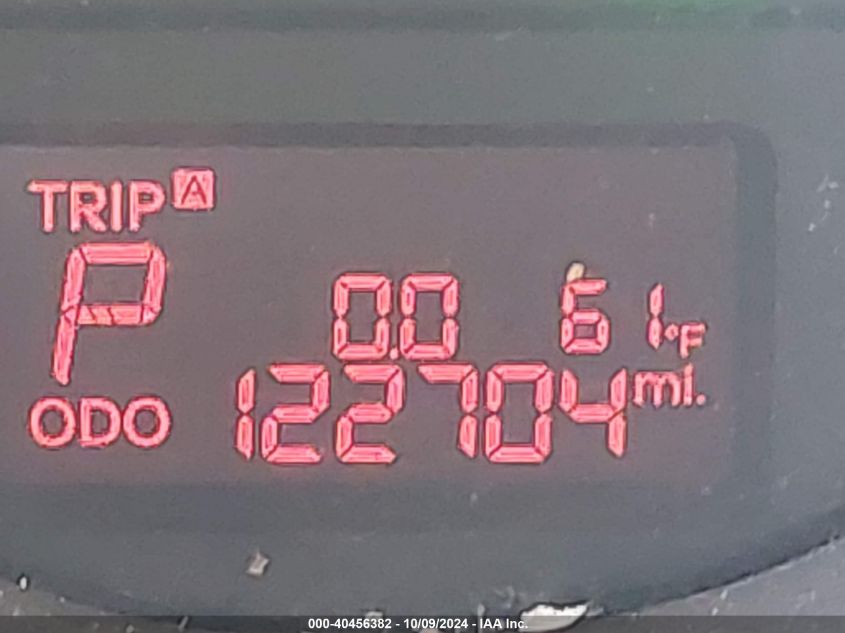 TRIP A
P
0.0 61°F
ODO 122704 mi.
000-40456382 - 10/09/2024 - IAA Inc.